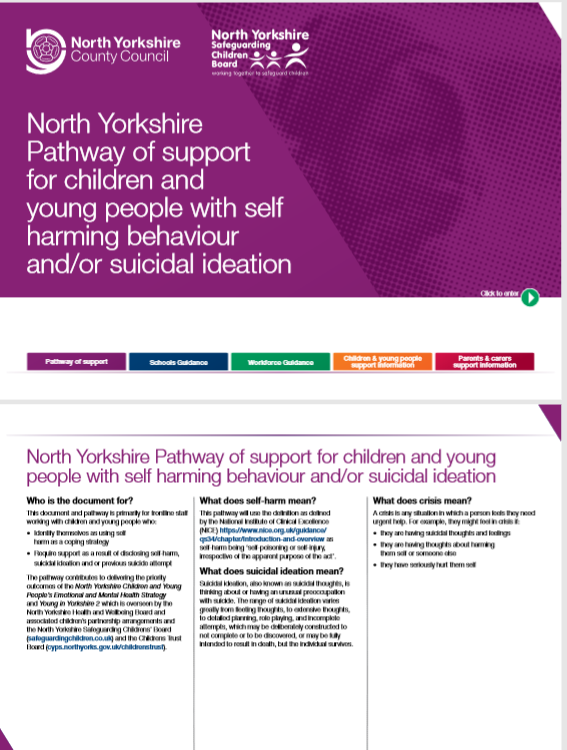 North Yorkshire
County Council
North Yorkshire
Safeguarding
Children
Board
working together to safeguard children
North Yorkshire
Pathway of support
for children and
young people with self
harming behaviour
and/or suicidal ideation
Click to enter
Pathway of support
Schools Guidance
Workforce Guidance
Children & young people
support information
Parents & carers
support information
North Yorkshire Pathway of support for children and young
people with self harming behaviour and/or suicidal ideation
Who is the document for?
This document and pathway is primarily for frontline staff
working with children and young people who:
• Identify themselves as using self
harm as a coping strategy
• Require support as a result of disclosing self harm,
suicidal ideation and or previous suicide attempt
The pathway contributes to delivering the priority
outcomes of the North Yorkshire Children and Young
People's Emotional and Mental Health Strategy
and Young in Yorkshire 2 which is overseen by the
North Yorkshire Health and Wellbeing Board and
associated children's partnership arrangements and
the North Yorkshire Safeguarding Childrens' Board
(safeguardingchildren.co.uk) and the Childrens Trust
Board (cyps.northyorks.gov.uk/childrenstrust).
What does self-harm mean?
This pathway will use the definition as defined
by the National Institute of Clinical Excellence
(NICE) https://www.nice.org.uk/guidance/
qs34/chapter/introduction-and-overview as
self-harm being 'self-poisoning or self-injury,
irrespective of the apparent purpose of the act'.
What does suicidal ideation mean?
Suicidal ideation, also known as suicidal thoughts, is
thinking about or having an unusual preoccupation
with suicide. The range of suicidal ideation varies
greatly from fleeting thoughts, to extensive thoughts,
to detailed planning, role playing, and incomplete
attempts, which may be deliberately constructed to
not complete or to be discovered, or may be fully
intended to result in death, but the individual survives.
What does crisis mean?
A crisis is any situation in which a person feels they need
urgent help. For example, they might feel in crisis if:
• they are having suicidal thoughts and feelings
• they are having thoughts about harming
them self or someone else
• they have seriously hurt them self